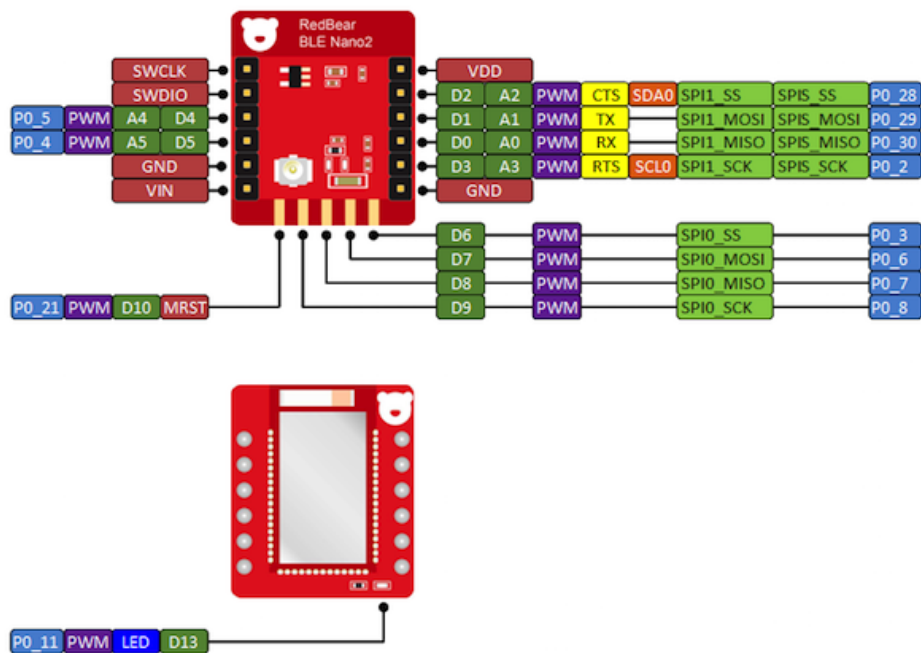 RedBear
BLE Nano2
SWCLK VDD
SWDIO D2 A2 PWM CTS SDA0 SPI1_SS SPIS_SS P0_28
P0_5 PWM A4 D4 D1 A1 PWM TX SPI1_MOSI SPIS_MOSI P0_29
P0_4 PWM A5 D5 D0 A0 PWM RX SPI1_MISO SPIS_MISO P0_30
GND D3 A3 PWM RTS SCL0 SPI1_SCK SPIS_SCK P0_2
VIN GND
D6 PWM SPI0_SS P0_3
D7 PWM SPI0_MOSI P0_6
D8 PWM SPI0_MISO P0_7
P0_21 PWM D10 MRST D9 PWM SPI0_SCK P0_8
P0_11 PWM LED D13